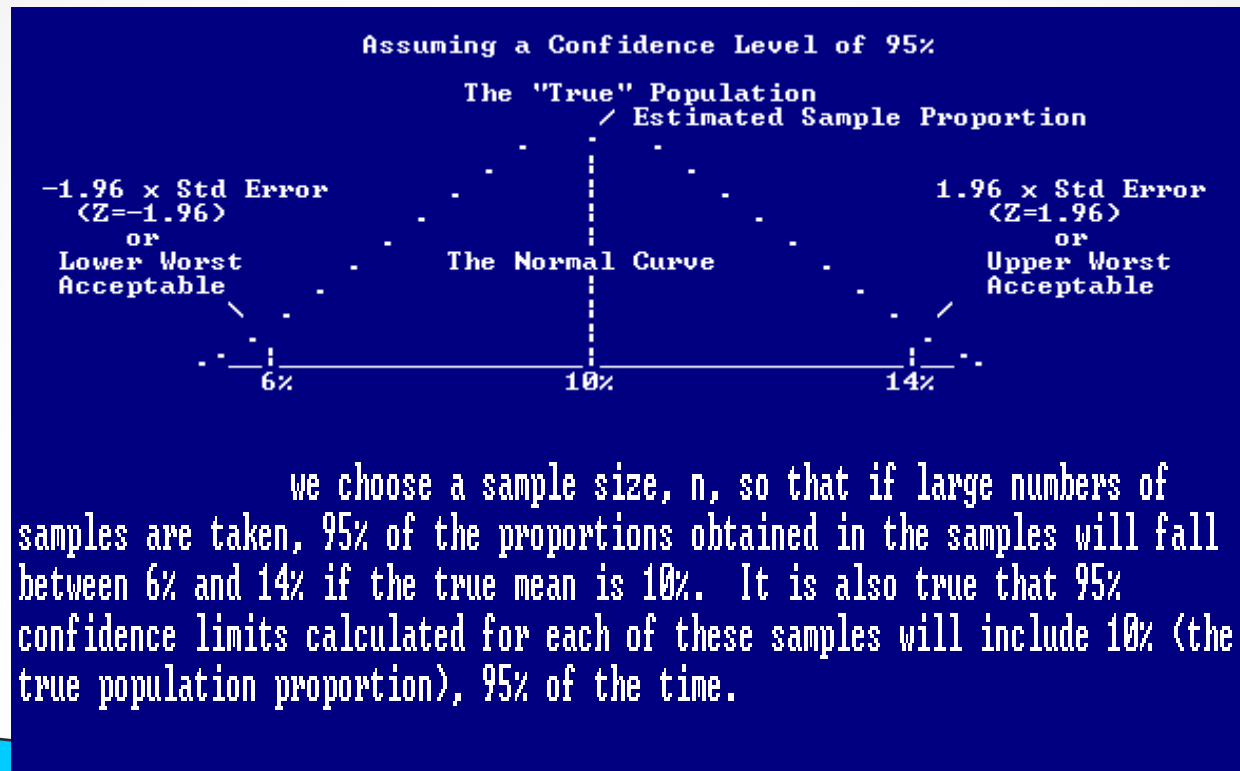 Assuming a Confidence Level of 95%
The "True" Population
/ Estimated Sample Proportion
-1.96 x Std Error
(Z=-1.96)
or
Lower Worst
Acceptable
The Normal Curve
1.96 x Std Error
(Z=1.96)
or
Upper Worst
Acceptable
6% 10% 14%
we choose a sample size, n, so that if large numbers of
samples are taken, 95% of the proportions obtained in the samples will fall
between 6% and 14% if the true mean is 10%. It is also true that 95%
confidence limits calculated for each of these samples will include 10% (the
true population proportion), 95% of the time.